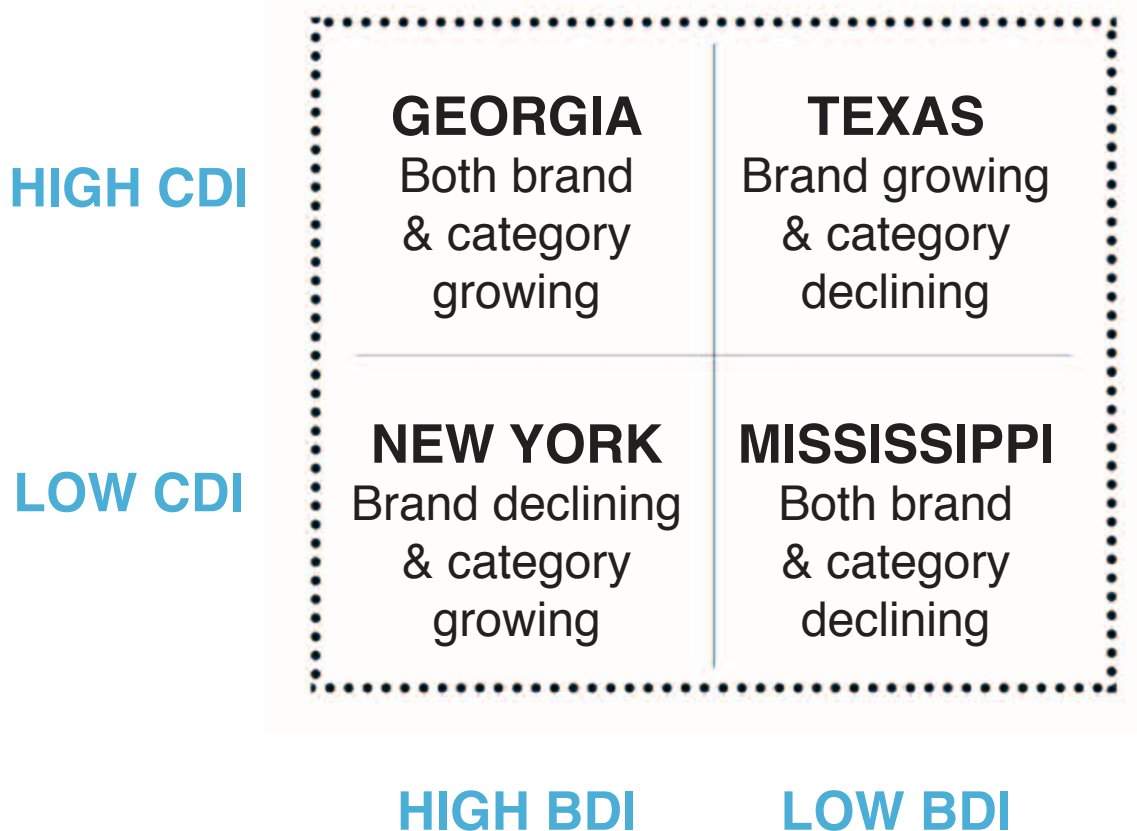 HIGH CDI
GEORGIA
Both brand
& category
growing
TEXAS
Brand growing
& category
declining
LOW CDI
NEW YORK
Brand declining
& category
growing
MISSISSIPPI
Both brand
& category
declining
HIGH BDI
LOW BDI